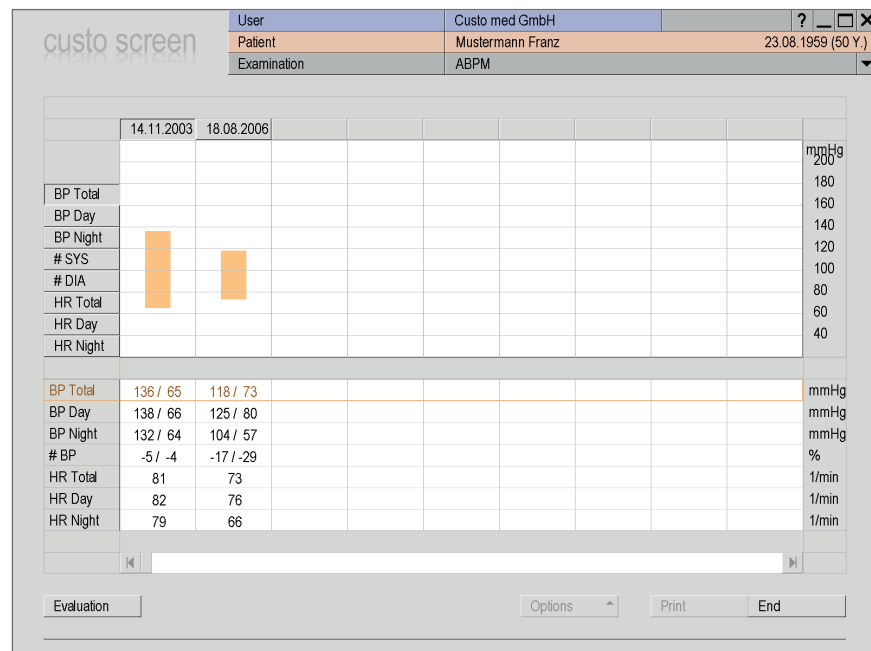 custo screen
User Custo med GmbH ?
Patient Mustermann Franz 23.08.1959 (50 Y.)
Examination ABPM
14.11.2003 18.08.2006
mmHg
200
180
BP Total
160
BP Day
140
BP Night
120
# SYS
100
# DIA
80
HR Total
60
HR Day
40
HR Night
BP Total 136 / 65 118 / 73 mmHg
BP Day 138 / 66 125 / 80 mmHg
BP Night 132 / 64 104 / 57 mmHg
# BP -5 / -4 -17 / -29 %
HR Total 81 73 1/min
HR Day 82 76 1/min
HR Night 79 66 1/min
Evaluation Options Print End